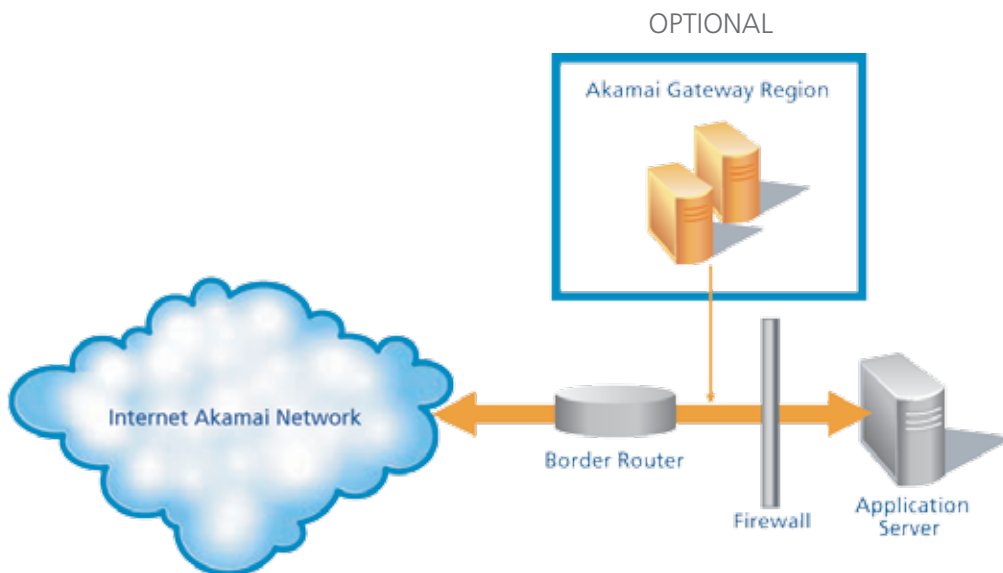 OPTIONAL
Akamai Gateway Region
Internet Akamai Network
Border Router
Firewall
Application
Server